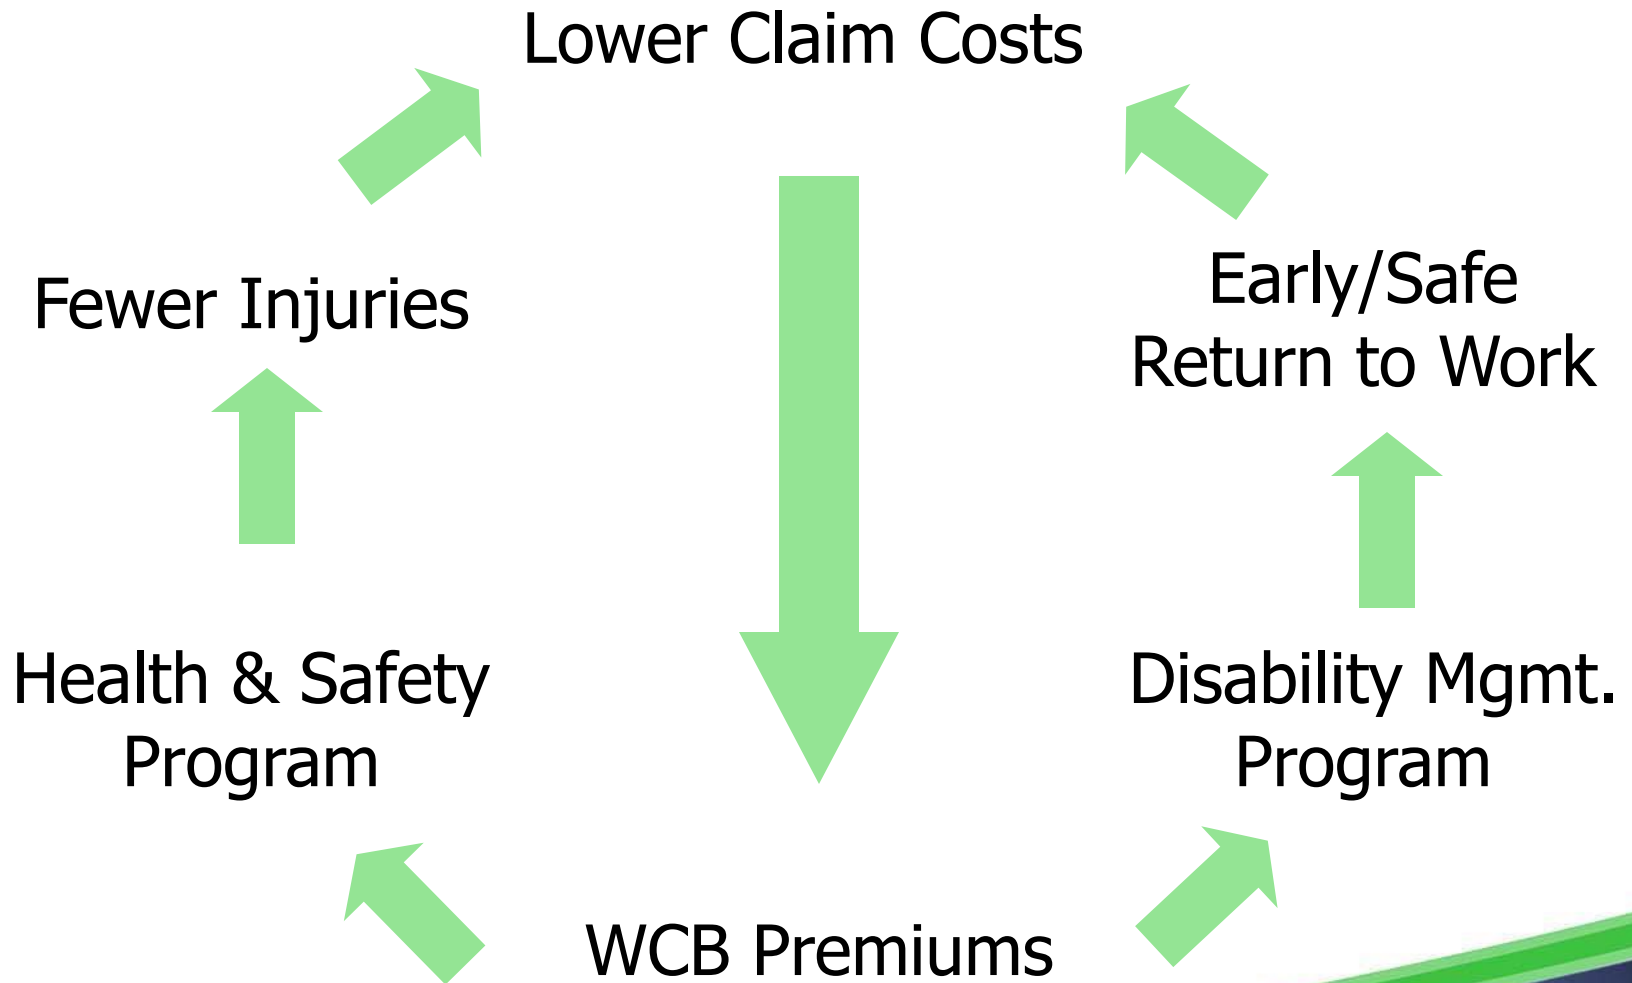 Lower Claim Costs
Fewer Injuries
Early/Safe
Return to Work
Health & Safety
Program
Disability Mgmt.
Program
WCB Premiums